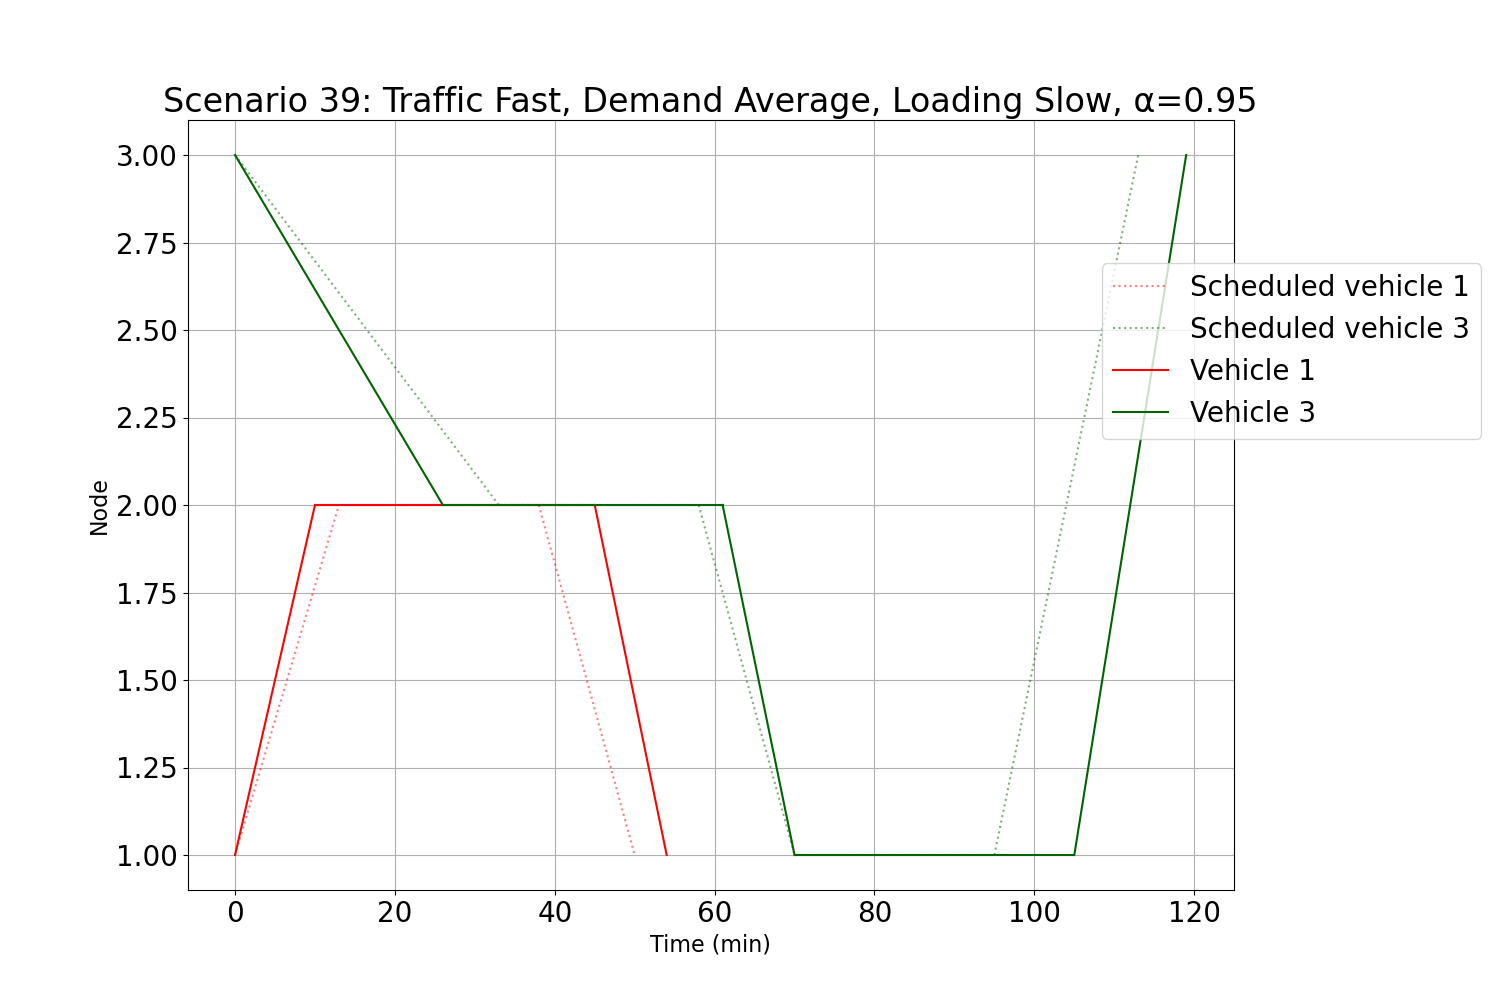 Scenario 39: Traffic Fast, Demand Average, Loading Slow, α=0.95
3.00
2.75
2.50
2.25
2.00
1.75
1.50
1.25
1.00
Node
0 20 40 60 80 100 120
Time (min)
Scheduled vehicle 1
Scheduled vehicle 3
Vehicle 1
Vehicle 3